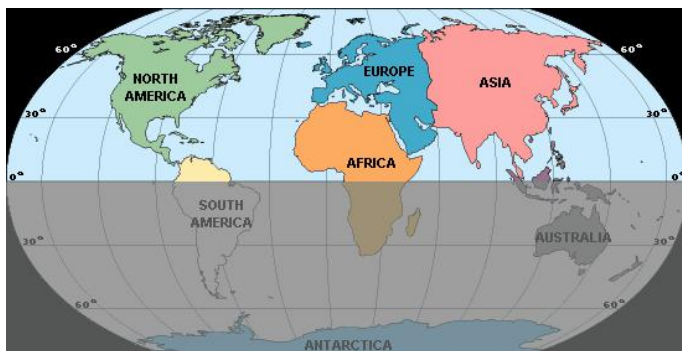 60°
60°
NORTH
AMERICA
EUROPE
ASIA
30°
30°
AFRICA
0°
0°
SOUTH
AMERICA
30°
AUSTRALIA
30°
60°
60°
ANTARCTICA